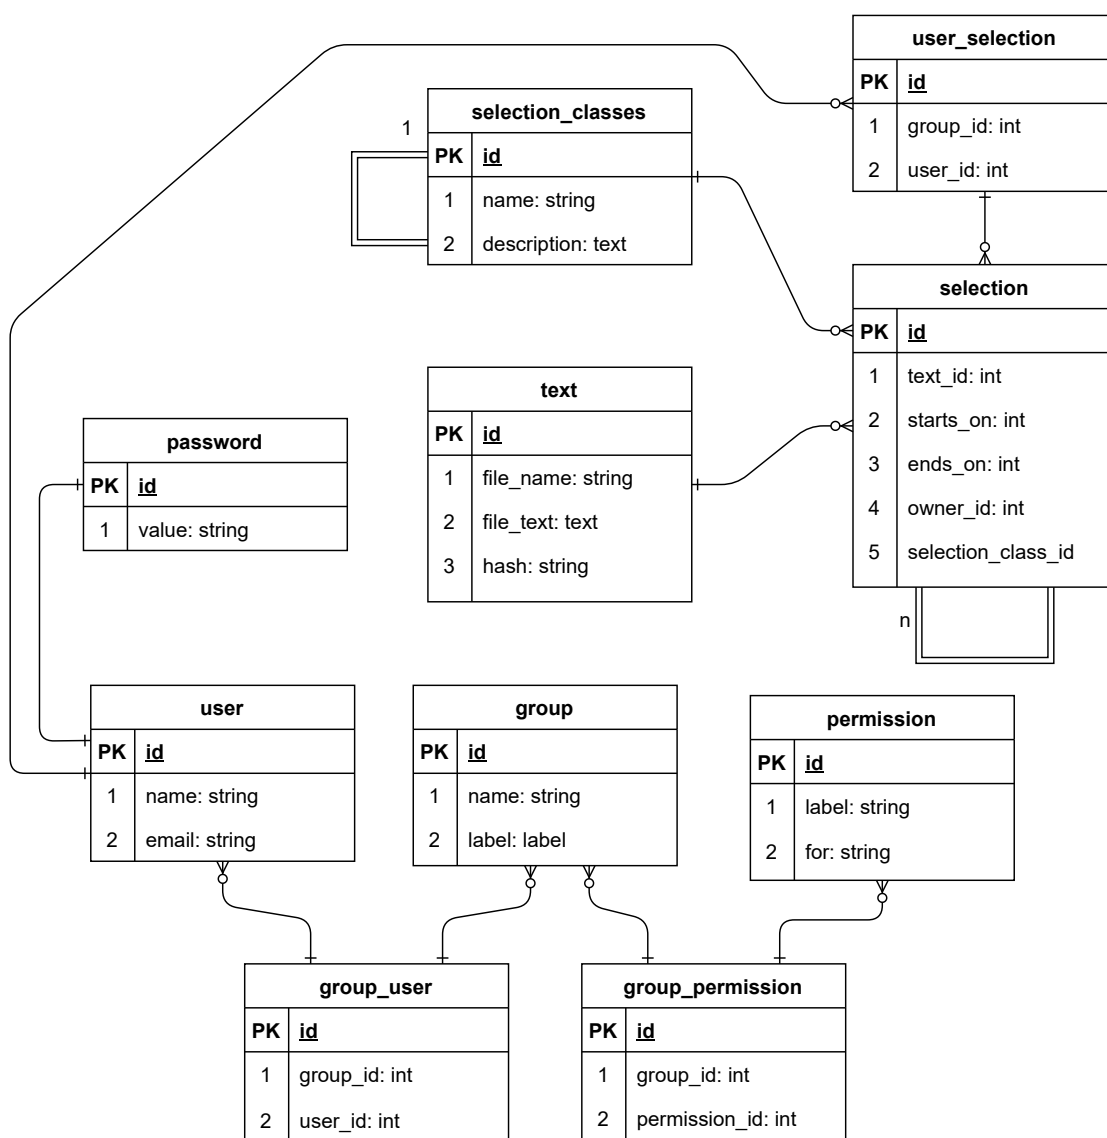 user_selection
PK id
1 group_id: int
2 user_id: int
selection_classes
1
PK id
1 name: string
2 description: text
selection
PK id
1 text_id: int
2 starts_on: int
3 ends_on: int
4 owner_id: int
5 selection_class_id
n
text
PK id
1 file_name: string
2 file_text: text
3 hash: string
password
PK id
1 value: string
user
PK id
1 name: string
2 email: string
group
PK id
1 name: string
2 label: label
permission
PK id
1 label: string
2 for: string
group_user
PK id
1 group_id: int
2 user_id: int
group_permission
PK id
1 group_id: int
2 permission_id: int